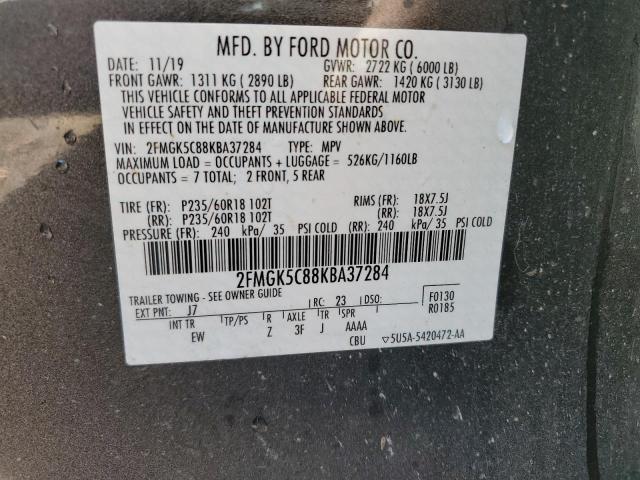 MFD. BY FORD MOTOR CO.
DATE: 11/19 GVWR: 2722 KG ( 6000 LB)
FRONT GAWR: 1311 KG ( 2890 LB) REAR GAWR: 1420 KG ( 3130 LB)
THIS VEHICLE CONFORMS TO ALL APPLICABLE FEDERAL MOTOR
VEHICLE SAFETY AND THEFT PREVENTION STANDARDS
IN EFFECT ON THE DATE OF MANUFACTURE SHOWN ABOVE.
VIN: 2FMGK5C88KBA37284 TYPE: MPV
MAXIMUM LOAD = OCCUPANTS + LUGGAGE = 526KG/1160LB
OCCUPANTS = 7 TOTAL; 2 FRONT, 5 REAR
TIRE (FR): P235/60R18 102T RIMS (FR): 18X7.5J
(RR): P235/60R18 102T (RR): 18X7.5J
PRESSURE (FR): 240 kPa/ 35 PSI COLD (RR): 240 kPa/ 35 PSI COLD
2FMGK5C88KBA37284
TRAILER TOWING - SEE OWNER GUIDE
EXT PNT: J7 RC: 23 DSO: F0130
R0185
INT TR TP/PS R AXLE TR SPR
EW Z 3F J AAAA
CBU ▽5U5A-5420472-AA